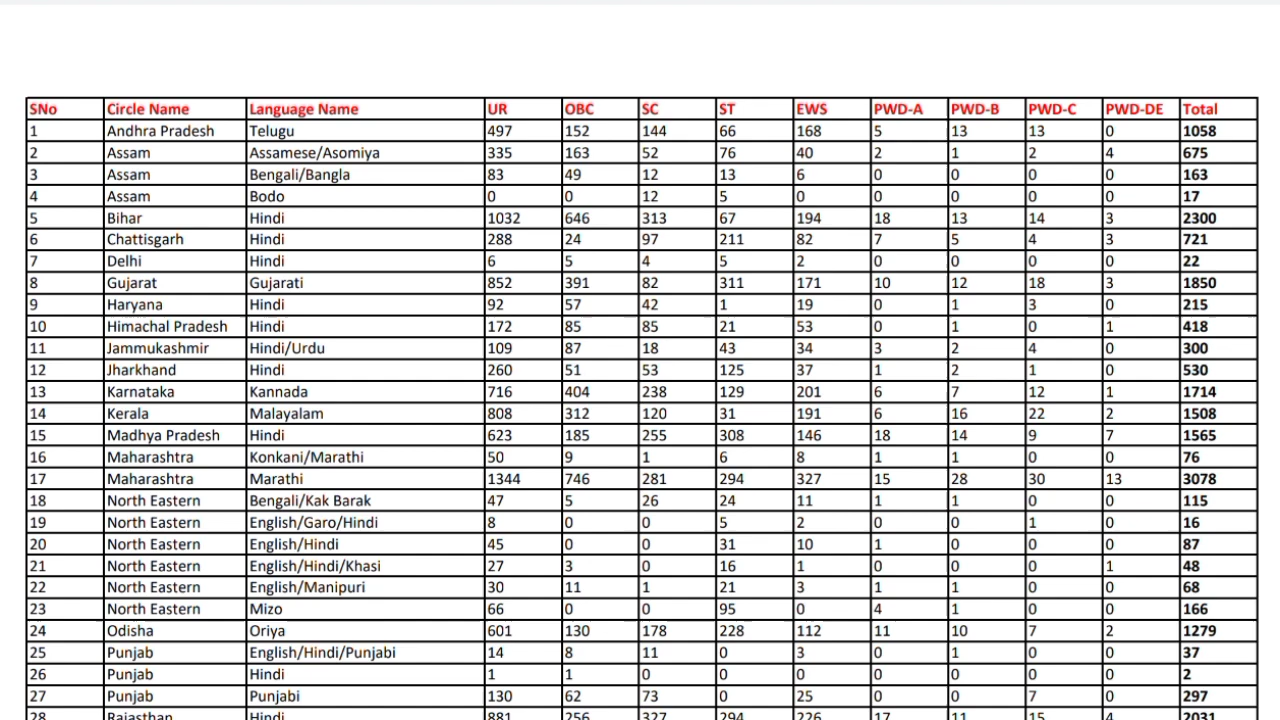 SNo Circle Name Language Name UR OBC SC ST EWS PWD-A PWD-B PWD-C PWD-DE Total
1 Andhra Pradesh Telugu 497 152 144 66 168 5 13 13 0 1058
2 Assam Assamese/Asomiya 335 163 52 76 40 2 1 2 4 675
3 Assam Bengali/Bangla 83 49 12 13 6 0 0 0 0 163
4 Assam Bodo 0 0 12 5 0 0 0 0 0 17
5 Bihar Hindi 1032 646 313 67 194 18 13 14 3 2300
6 Chattisgarh Hindi 288 24 97 211 82 7 5 4 3 721
7 Delhi Hindi 6 5 4 5 2 0 0 0 0 22
8 Gujarat Gujarati 852 391 82 311 171 10 12 18 3 1850
9 Haryana Hindi 92 57 42 1 19 0 1 3 0 215
10 Himachal Pradesh Hindi 172 85 85 21 53 0 1 0 1 418
11 Jammukashmir Hindi/Urdu 109 87 18 43 34 3 2 4 0 300
12 Jharkhand Hindi 260 51 53 125 37 1 2 1 0 530
13 Karnataka Kannada 716 404 238 129 201 6 7 12 1 1714
14 Kerala Malayalam 808 312 120 31 191 6 16 22 2 1508
15 Madhya Pradesh Hindi 623 185 255 308 146 18 14 9 7 1565
16 Maharashtra Konkani/Marathi 50 9 1 6 8 1 1 0 0 76
17 Maharashtra Marathi 1344 746 281 294 327 15 28 30 13 3078
18 North Eastern Bengali/Kak Barak 47 5 26 24 11 1 1 0 0 115
19 North Eastern English/Garo/Hindi 8 0 0 5 2 0 0 1 0 16
20 North Eastern English/Hindi 45 0 0 31 10 1 0 0 0 87
21 North Eastern English/Hindi/Khasi 27 3 0 16 1 0 0 0 1 48
22 North Eastern English/Manipuri 30 11 1 21 3 1 1 0 0 68
23 North Eastern Mizo 66 0 0 95 0 4 1 0 0 166
24 Odisha Oriya 601 130 178 228 112 11 10 7 2 1279
25 Punjab English/Hindi/Punjabi 14 8 11 0 3 0 1 0 0 37
26 Punjab Hindi 1 1 0 0 0 0 0 0 0 2
27 Punjab Punjabi 130 62 73 0 25 0 0 7 0 297
28 Rajasthan Hindi 881 256 327 294 226 17 11 15 4 2031